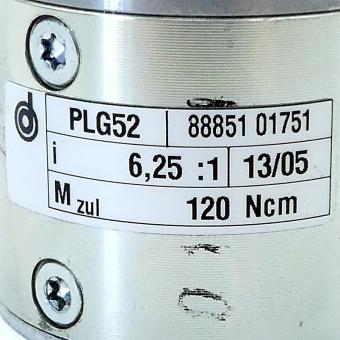 PLG52 88851 01751
i 6,25 :1 13/05
M zul 120 Ncm